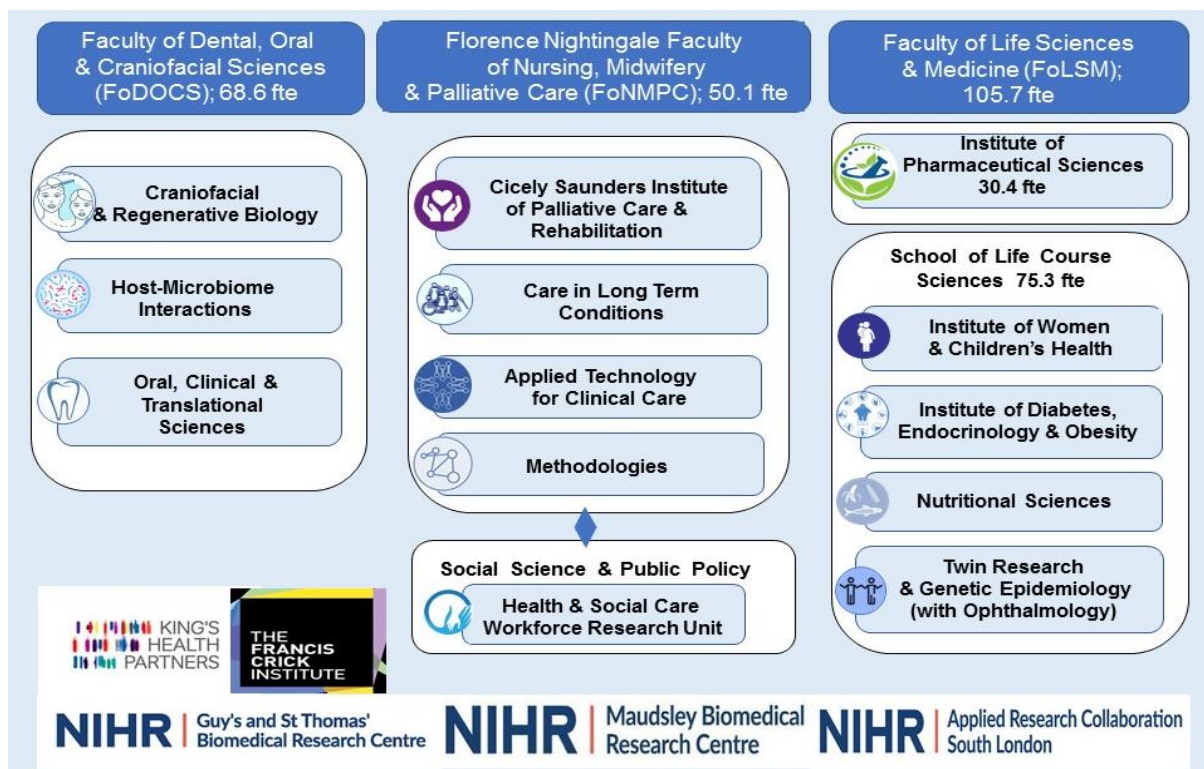 Faculty of Dental, Oral
& Craniofacial Sciences
(FoDOCS); 68.6 fte
Craniofacial
& Regenerative Biology
Host-Microbiome
Interactions
Oral, Clinical &
Translational
Sciences
Florence Nightingale Faculty
of Nursing, Midwifery
& Palliative Care (FoNMPC); 50.1 fte
Cicely Saunders Institute
of Palliative Care &
Rehabilitation
Care in Long Term
Conditions
Applied Technology
for Clinical Care
Methodologies
Social Science & Public Policy
Health & Social Care
Workforce Research Unit
Faculty of Life Sciences
& Medicine (FoLSM);
105.7 fte
Institute of
Pharmaceutical Sciences
30.4 fte
School of Life Course
Sciences 75.3 fte
Institute of Women
& Children's Health
Institute of Diabetes,
Endocrinology & Obesity
Nutritional Sciences
Twin Research
& Genetic Epidemiology
(with Ophthalmology)
KING'S
HEALTH
PARTNERS
THE
FRANCIS
CRICK
INSTITUTE
NIHR | Guy's and St Thomas'
Biomedical Research Centre
NIHR | Maudsley Biomedical
Research Centre
NIHR | Applied Research Collaboration
South London